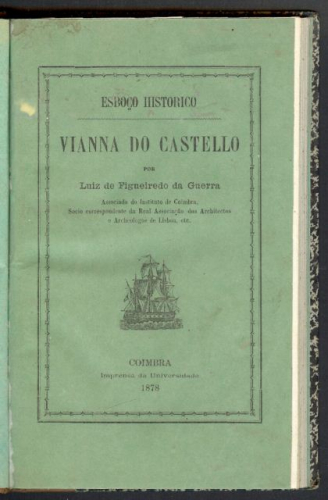 ESBOÇO HISTORICO
VIANNA DO CASTELLO
POR
Luiz de Figueiredo da Guerra
Associado do Instituto de Coimbra,
Socio correspondente da Real Associação dos Architectos
e Archeologos de Lisboa, etc.
COIMBRA
Imprensa da Universidade
1878